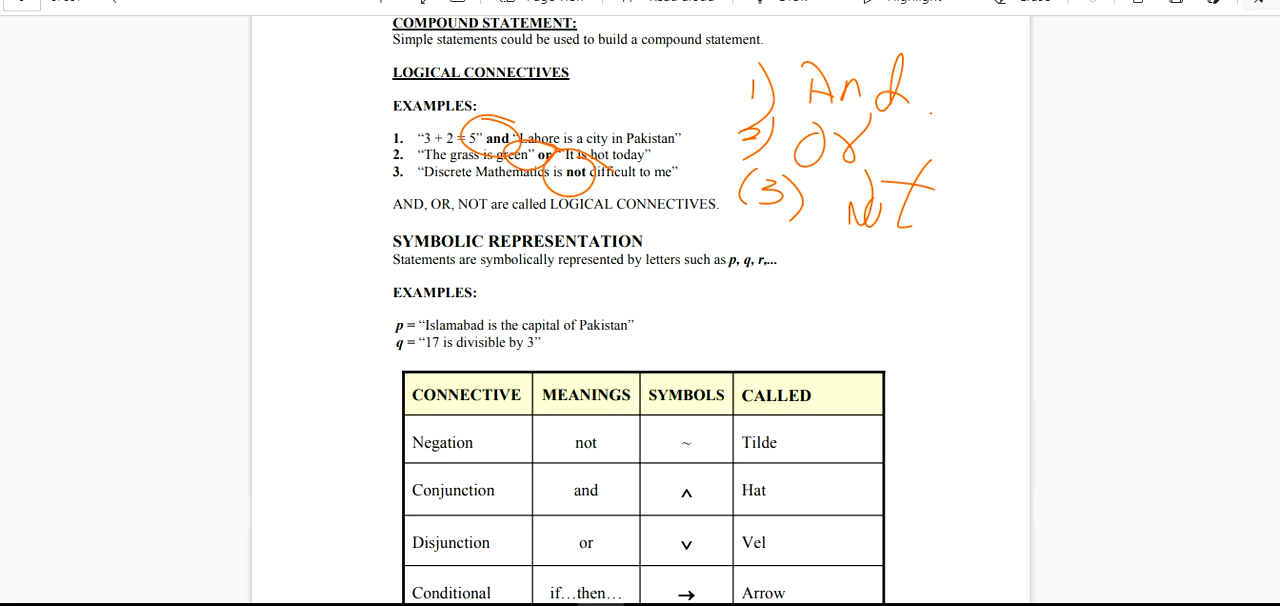 COMPOUND STATEMENT:
Simple statements could be used to build a compound statement.
LOGICAL CONNECTIVES
EXAMPLES:
1. “3 + 2 = 5” and “Lahore is a city in Pakistan”
2. “The grass is green” or “It is hot today”
3. “Discrete Mathematics is not difficult to me”
AND, OR, NOT are called LOGICAL CONNECTIVES.
1) And
2) OR
(3) NOT
SYMBOLIC REPRESENTATION
Statements are symbolically represented by letters such as p, q, r,...
EXAMPLES:
p = “Islamabad is the capital of Pakistan”
q = “17 is divisible by 3”
CONNECTIVE MEANINGS SYMBOLS CALLED
Negation not ~ Tilde
Conjunction and ∧ Hat
Disjunction or ∨ Vel
Conditional if…then… → Arrow